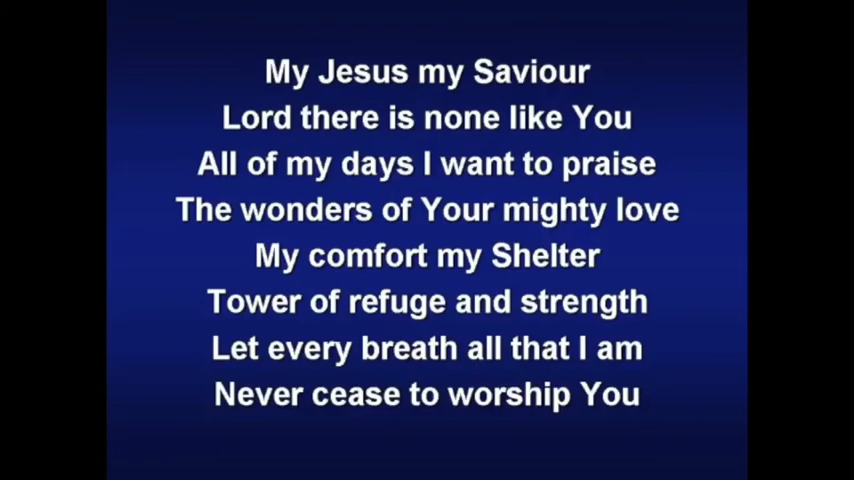 My Jesus my Saviour
Lord there is none like You
All of my days I want to praise
The wonders of Your mighty love
My comfort my Shelter
Tower of refuge and strength
Let every breath all that I am
Never cease to worship You